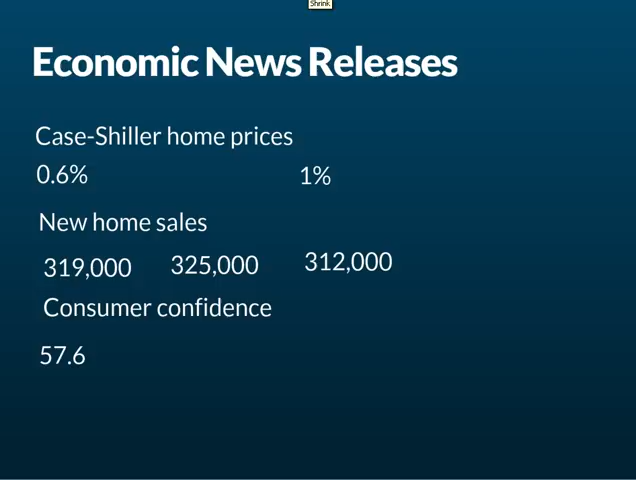 Shrink
Economic News Releases
Case-Shiller home prices
0.6% 1%
New home sales
319,000 325,000 312,000
Consumer confidence
57.6